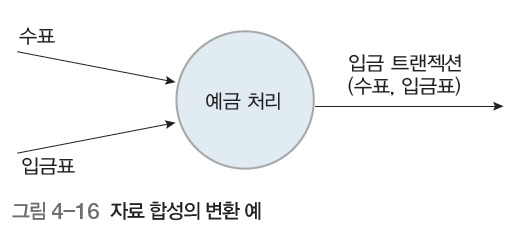 수표
예금 처리
입금 트랜젝션
(수표, 입금표)
입금표
그림 4-16 자료 합성의 변환 예